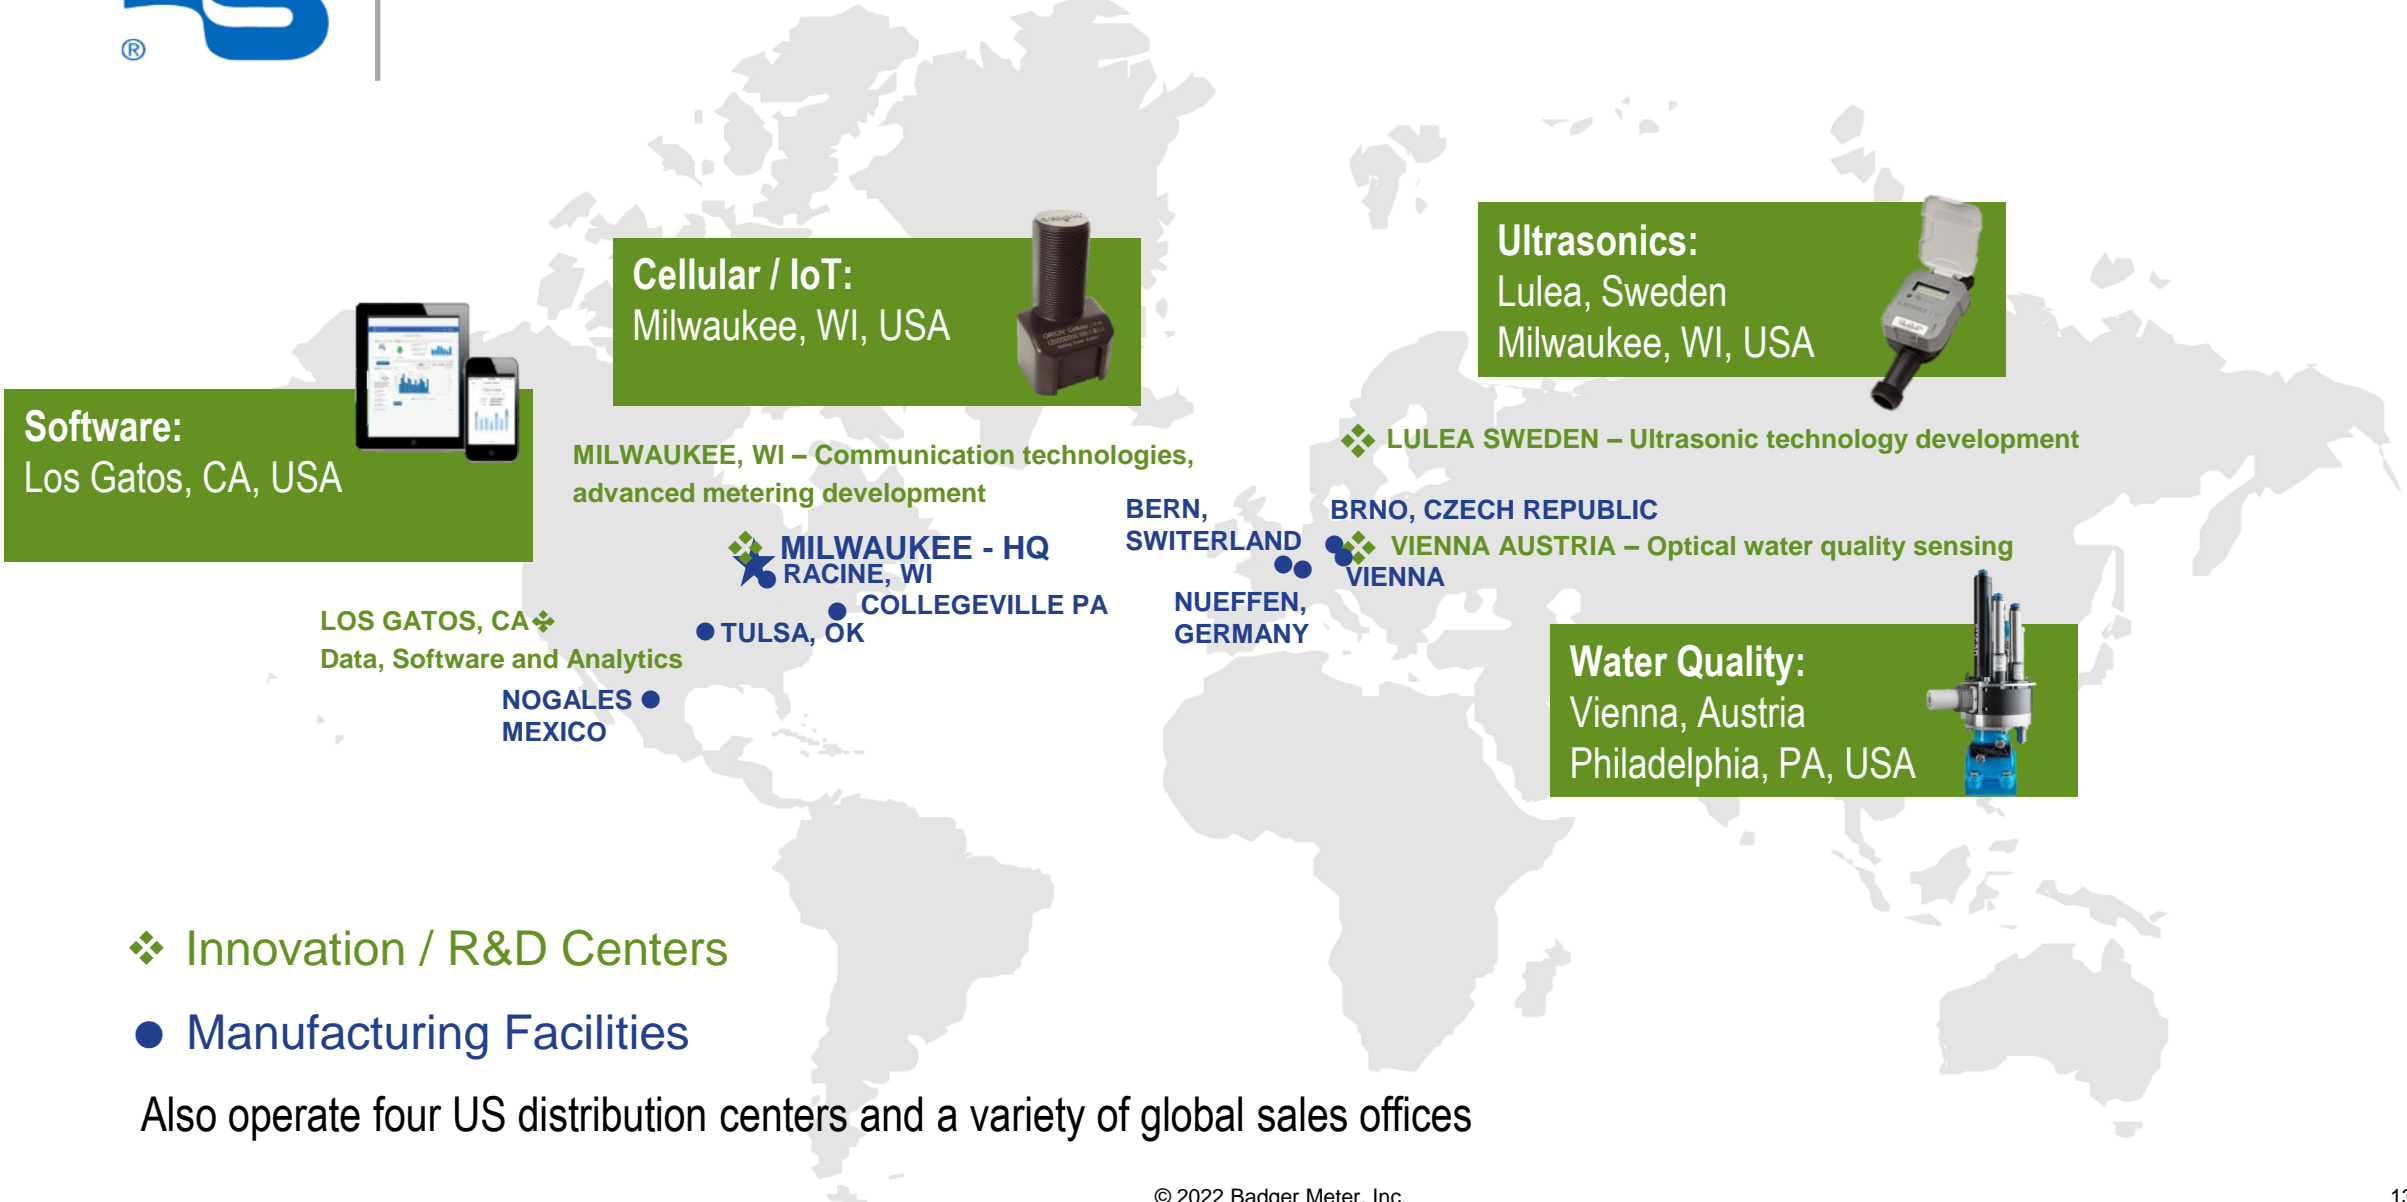 ®
Cellular / IoT:
Milwaukee, WI, USA
Ultrasonics:
Lulea, Sweden
Milwaukee, WI, USA
Software:
Los Gatos, CA, USA
MILWAUKEE, WI – Communication technologies,
advanced metering development
❖ LULEA SWEDEN – Ultrasonic technology development
BERN,
SWITERLAND
BRNO, CZECH REPUBLIC
❖ VIENNA AUSTRIA – Optical water quality sensing
VIENNA
MILWAUKEE - HQ
RACINE, WI
COLLEGEVILLE PA
TULSA, OK
NUEFFEN,
GERMANY
LOS GATOS, CA❖
Data, Software and Analytics
NOGALES
MEXICO
Water Quality:
Vienna, Austria
Philadelphia, PA, USA
❖ Innovation / R&D Centers
● Manufacturing Facilities
Also operate four US distribution centers and a variety of global sales offices
© 2022 Badger Meter, Inc.
13